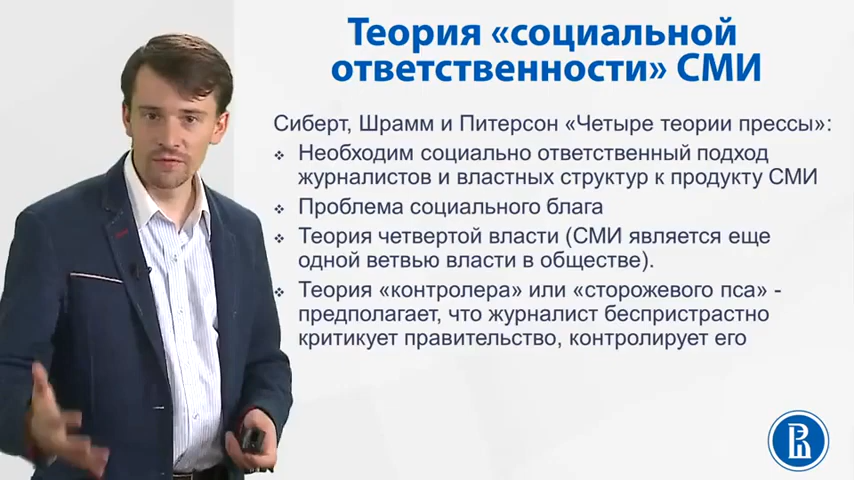 Теория «социальной
ответственности» СМИ
Сиберт, Шрамм и Питерсон «Четыре теории прессы»:
Необходим социально ответственный подход
журналистов и властных структур к продукту СМИ
Проблема социального блага
Теория четвертой власти (СМИ является еще
одной ветвью власти в обществе).
Теория «контролера» или «сторожевого пса» -
предполагает, что журналист беспристрастно
критикует правительство, контролирует его